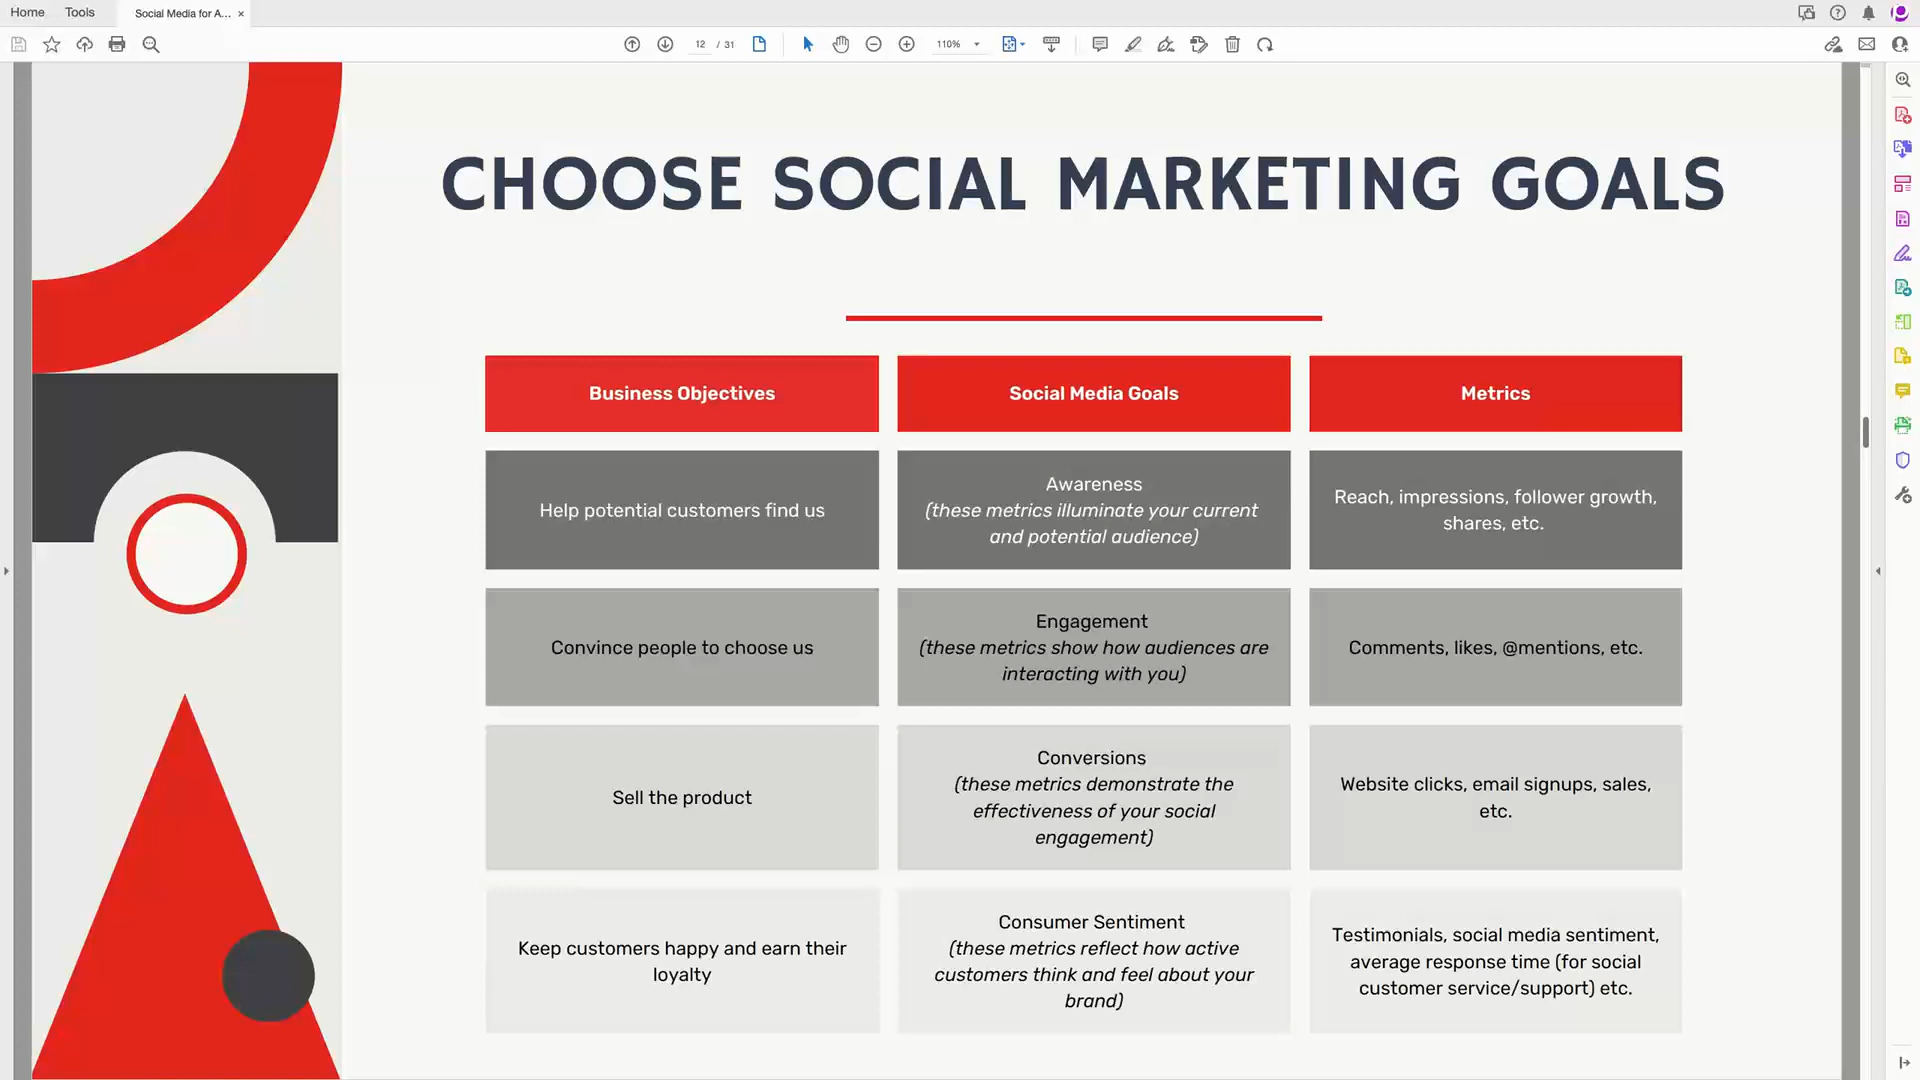 Home
Tools
Social Media for A...
12 / 31
110%
CHOOSE SOCIAL MARKETING GOALS
Business Objectives
Social Media Goals
Metrics
Help potential customers find us
Awareness
(these metrics illuminate your current
and potential audience)
Reach, impressions, follower growth,
shares, etc.
Convince people to choose us
Engagement
(these metrics show how audiences are
interacting with you)
Comments, likes, @mentions, etc.
Sell the product
Conversions
(these metrics demonstrate the
effectiveness of your social
engagement)
Website clicks, email signups, sales,
etc.
Keep customers happy and earn their
loyalty
Consumer Sentiment
(these metrics reflect how active
customers think and feel about your
brand)
Testimonials, social media sentiment,
average response time (for social
customer service/support) etc.